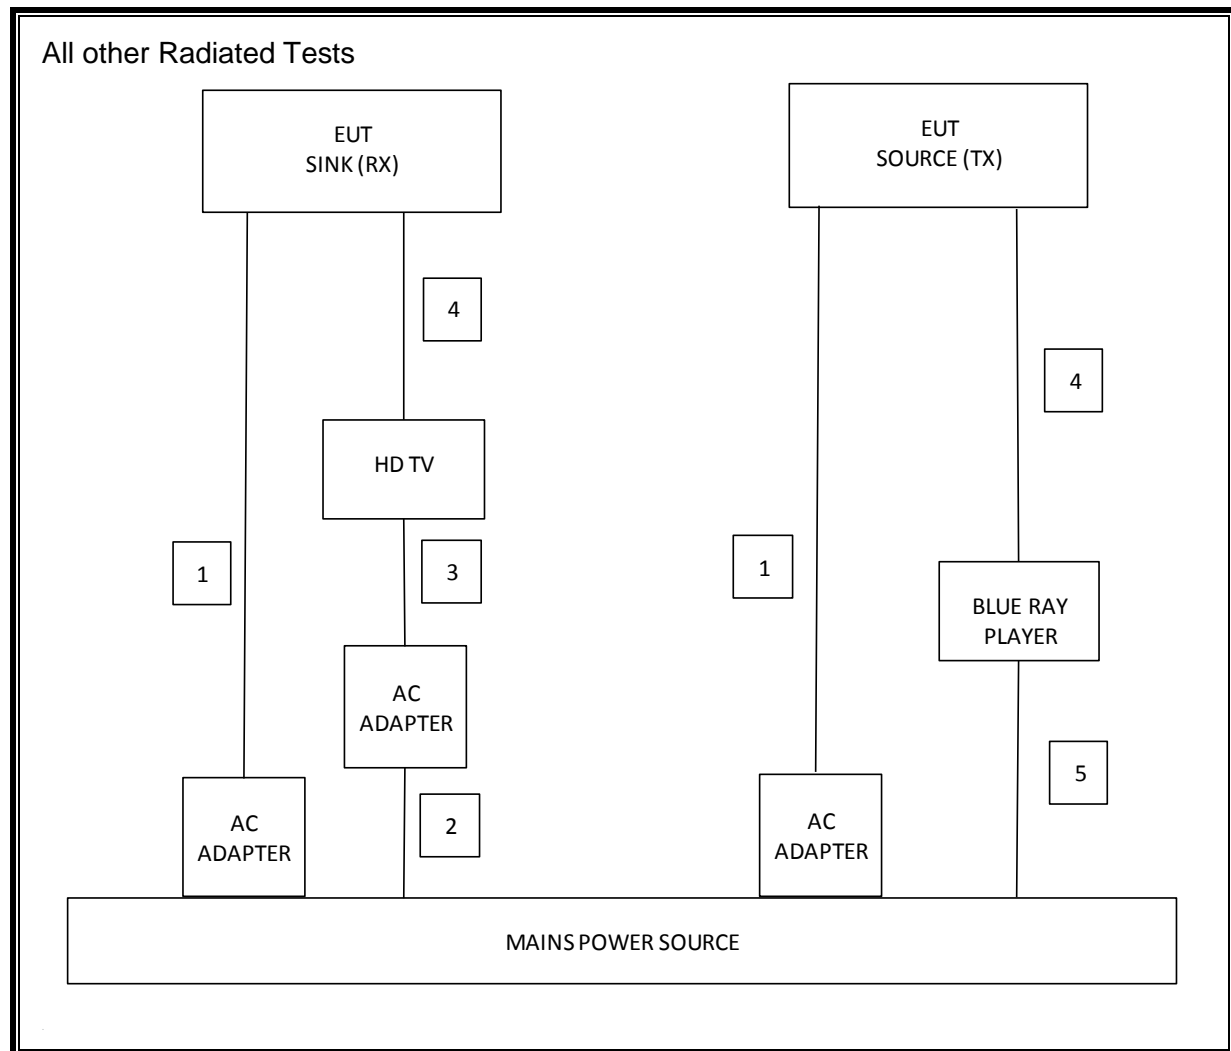 All other Radiated Tests
EUT
SINK (RX)
EUT
SOURCE (TX)
4
4
HD TV
1
3
1
BLUE RAY
PLAYER
AC
ADAPTER
5
AC
ADAPTER
2
AC
ADAPTER
MAINS POWER SOURCE